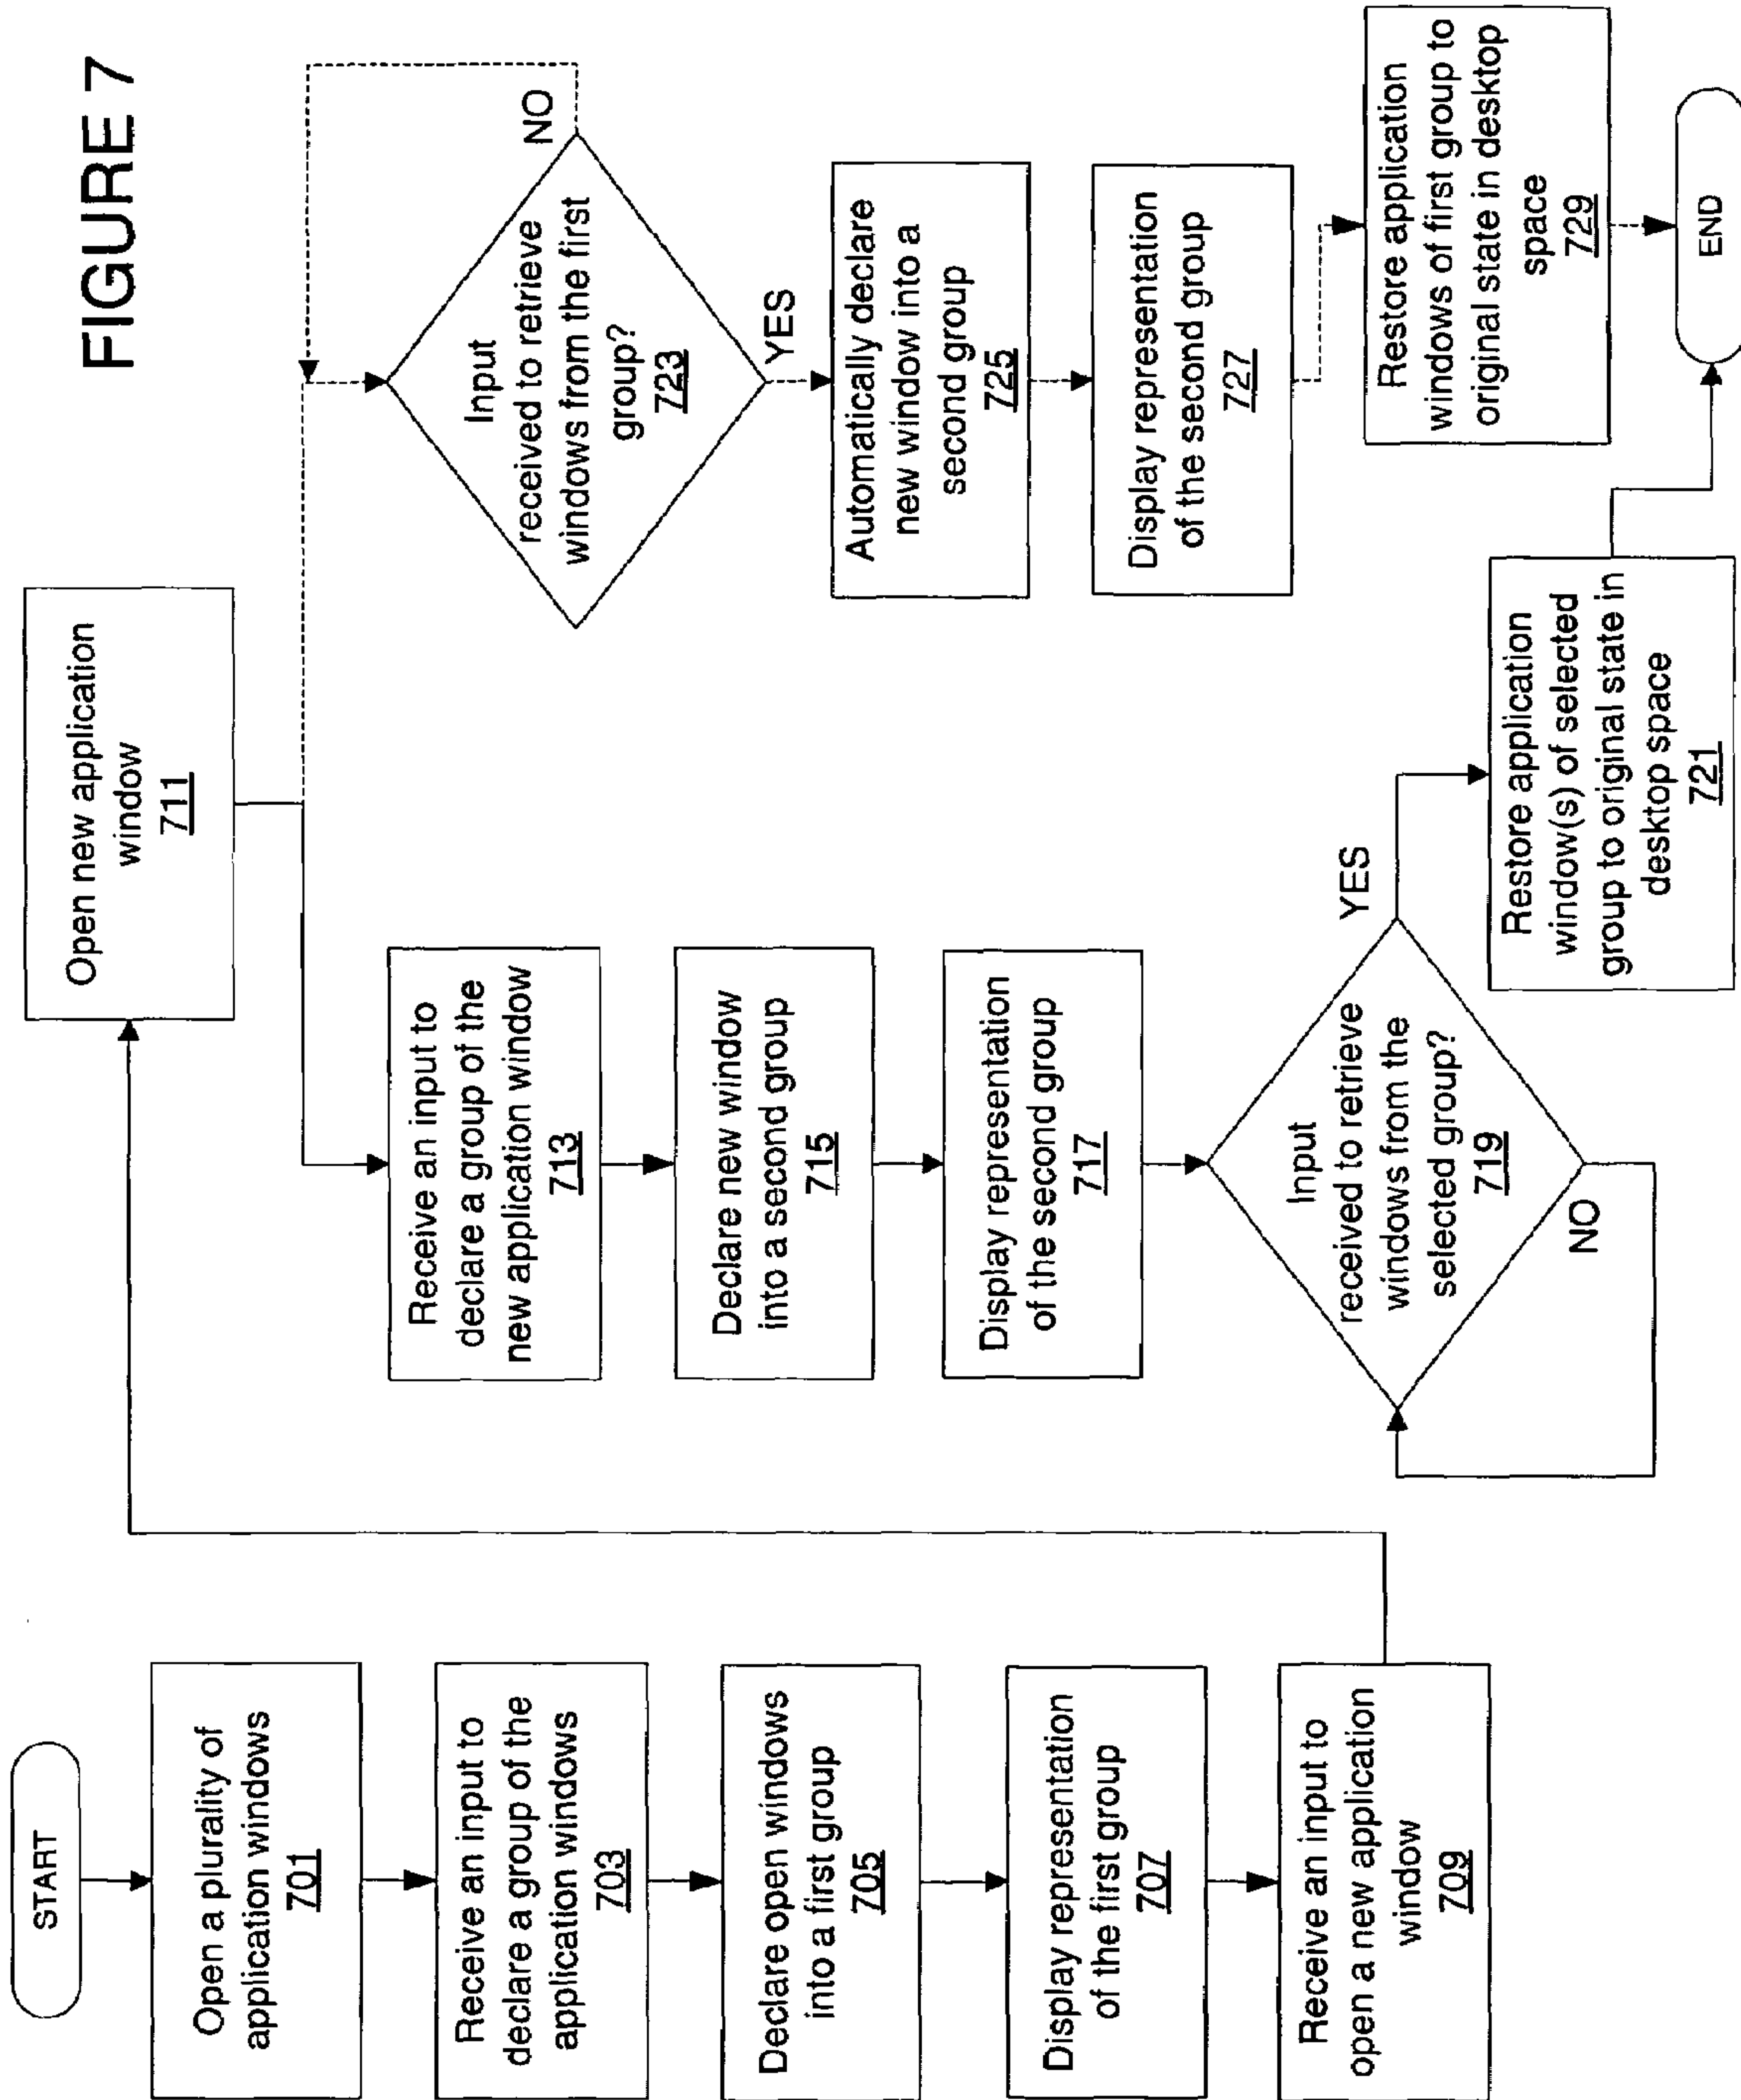 FIGURE 7
START
Open a plurality of
application windows
701
Receive an input to
declare a group of the
application windows
703
Declare open windows
into a first group
705
Display representation
of the first group
707
Receive an input to
open a new application
window
709
Open new application
window
711
Receive an input to
declare a group of the
new application window
713
Declare new window
into a second group
715
Display representation
of the second group
717
Input
received to retrieve
windows from the
selected group?
719
NO
YES
Restore application
window(s) of selected
group to original state in
desktop space
721
Input
received to retrieve
windows from the first
group?
723
NO
YES
Automatically declare
new window into a
second group
725
Display representation
of the second group
727
Restore application
windows of first group to
original state in desktop
space
729
END